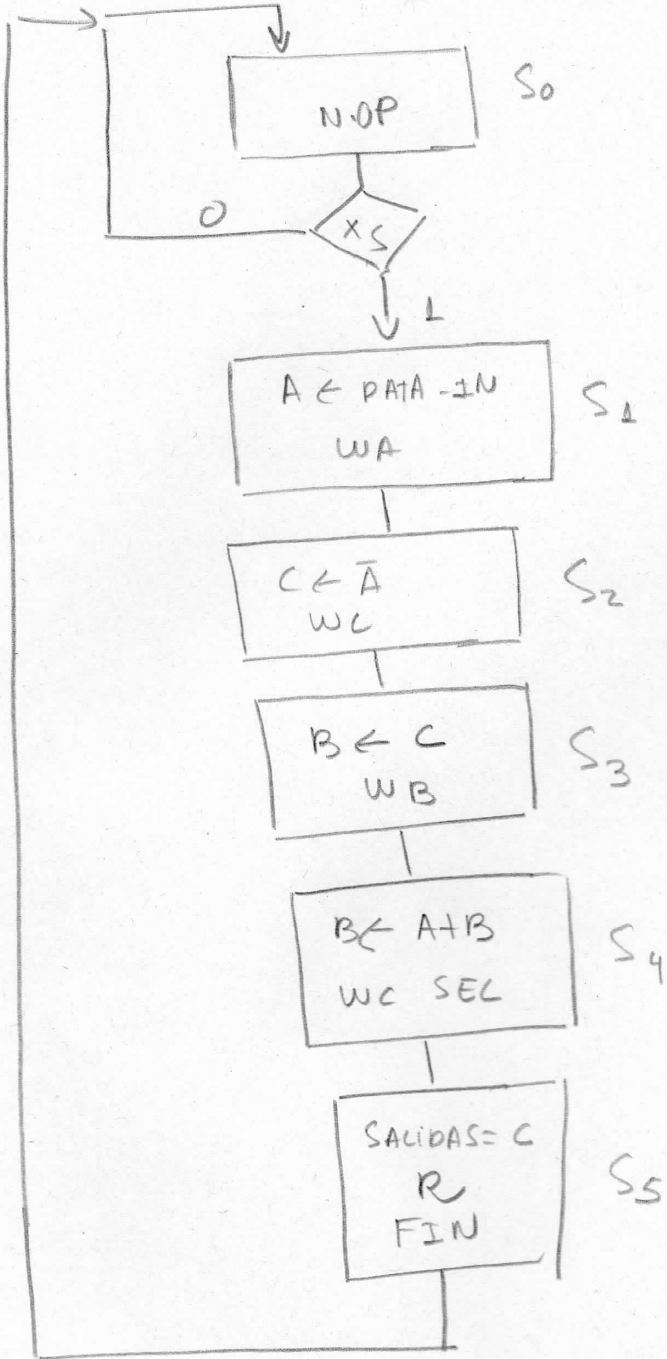 S0
N.OP
0
XS
1
A ← DATA-IN
WA
S1
C ← Ā
WC
S2
B ← C
WB
S3
B ← A+B
WC SEL
S4
SALIDAS = C
R
FIN
S5